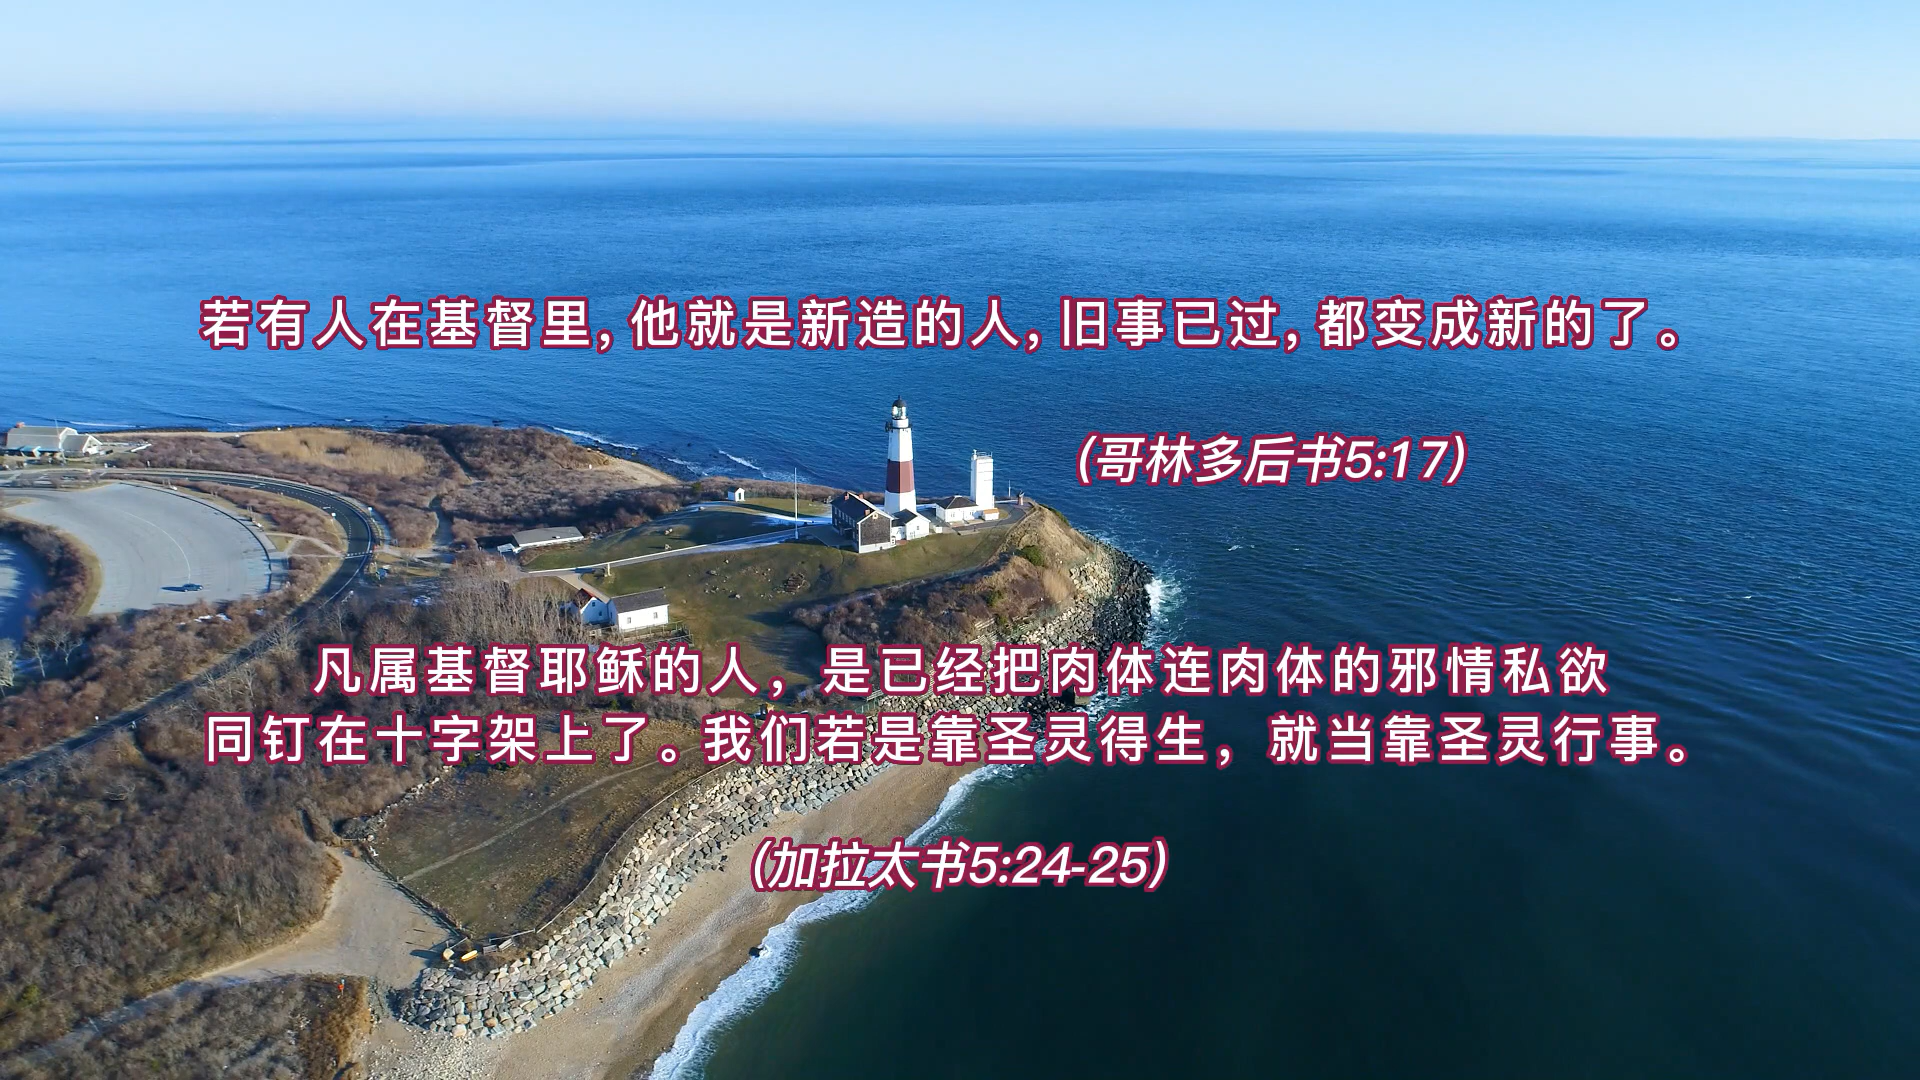 若有人在基督里, 他就是新造的人, 旧事已过, 都变成新的了。
(哥林多后书5:17)
凡属基督耶稣的人，是已经把肉体连肉体的邪情私欲
同钉在十字架上了。我们若是靠圣灵得生，就当靠圣灵行事。
(加拉太书5:24-25)